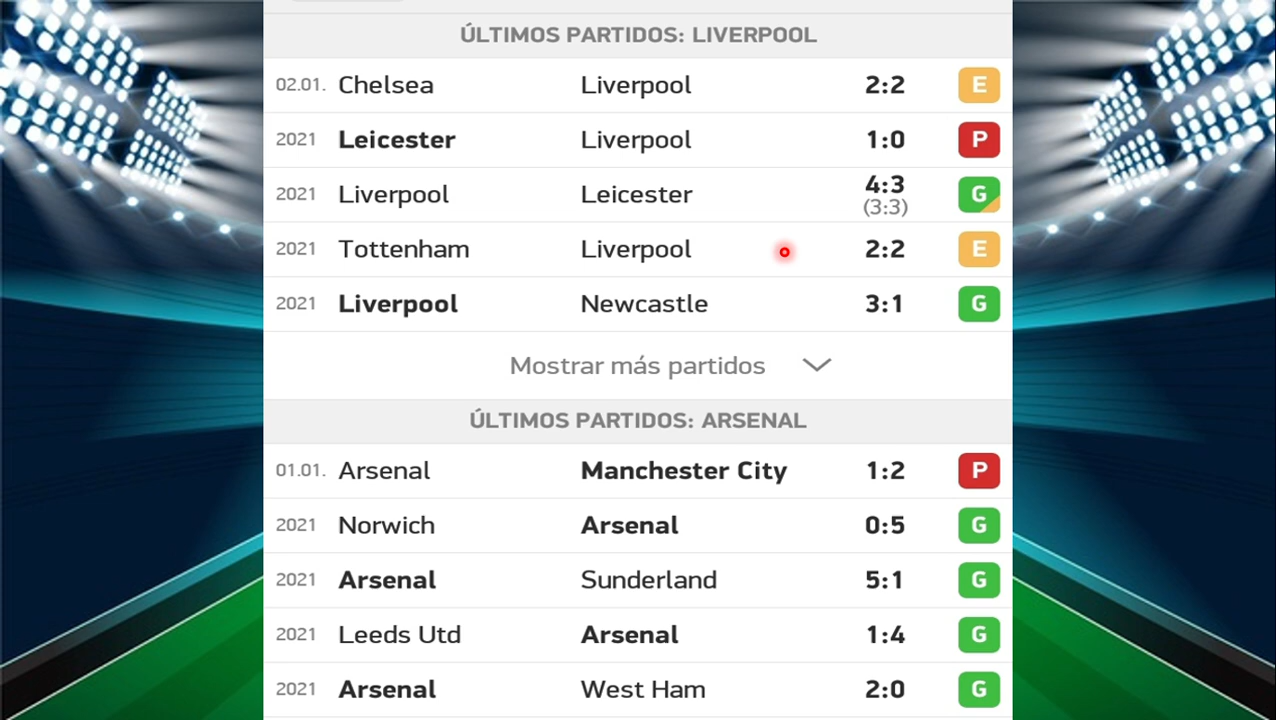 ÚLTIMOS PARTIDOS: LIVERPOOL
02.01. Chelsea Liverpool 2:2 E
2021 Leicester Liverpool 1:0 P
2021 Liverpool Leicester 4:3 (3:3) G
2021 Tottenham Liverpool 2:2 E
2021 Liverpool Newcastle 3:1 G
Mostrar más partidos
ÚLTIMOS PARTIDOS: ARSENAL
01.01. Arsenal Manchester City 1:2 P
2021 Norwich Arsenal 0:5 G
2021 Arsenal Sunderland 5:1 G
2021 Leeds Utd Arsenal 1:4 G
2021 Arsenal West Ham 2:0 G